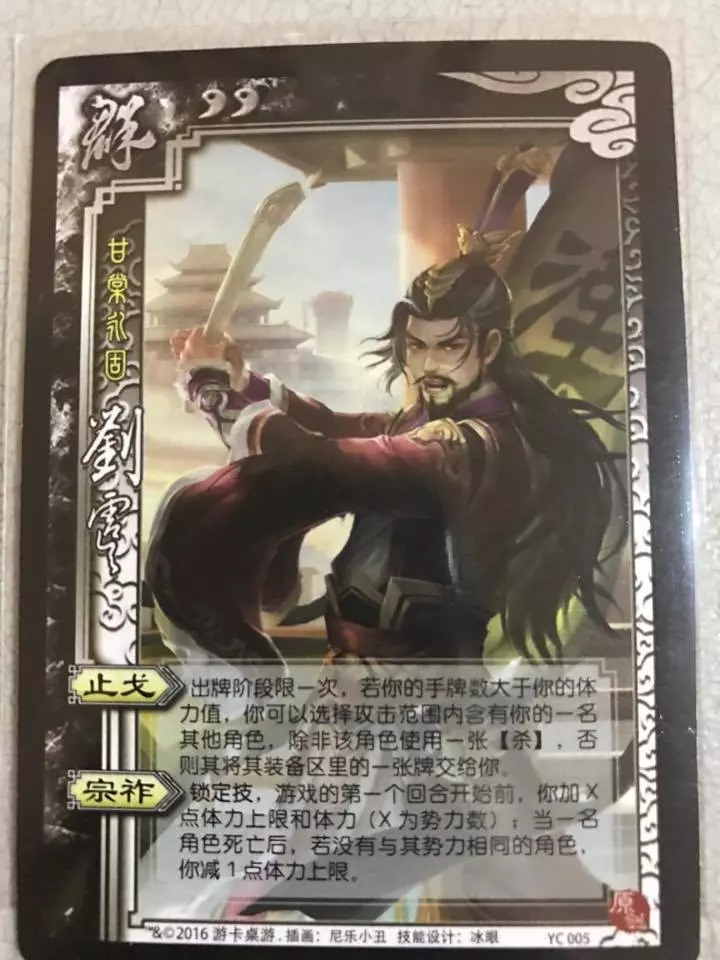 群
甘棠永固
劉虞
止戈
出牌阶段限一次，若你的手牌数大于你的体
力值，你可以选择攻击范围内含有你的一名
其他角色，除非该角色使用一张【杀】，否
则其将其装备区里的一张牌交给你。
宗祚
锁定技，游戏的第一个回合开始前，你加X
点体力上限和体力（X为势力数）；当一名
角色死亡后，若没有与其势力相同的角色，
你减1点体力上限。
&©2016 游卡桌游．插画：尼乐小丑 技能设计：冰眼 YC 005
原